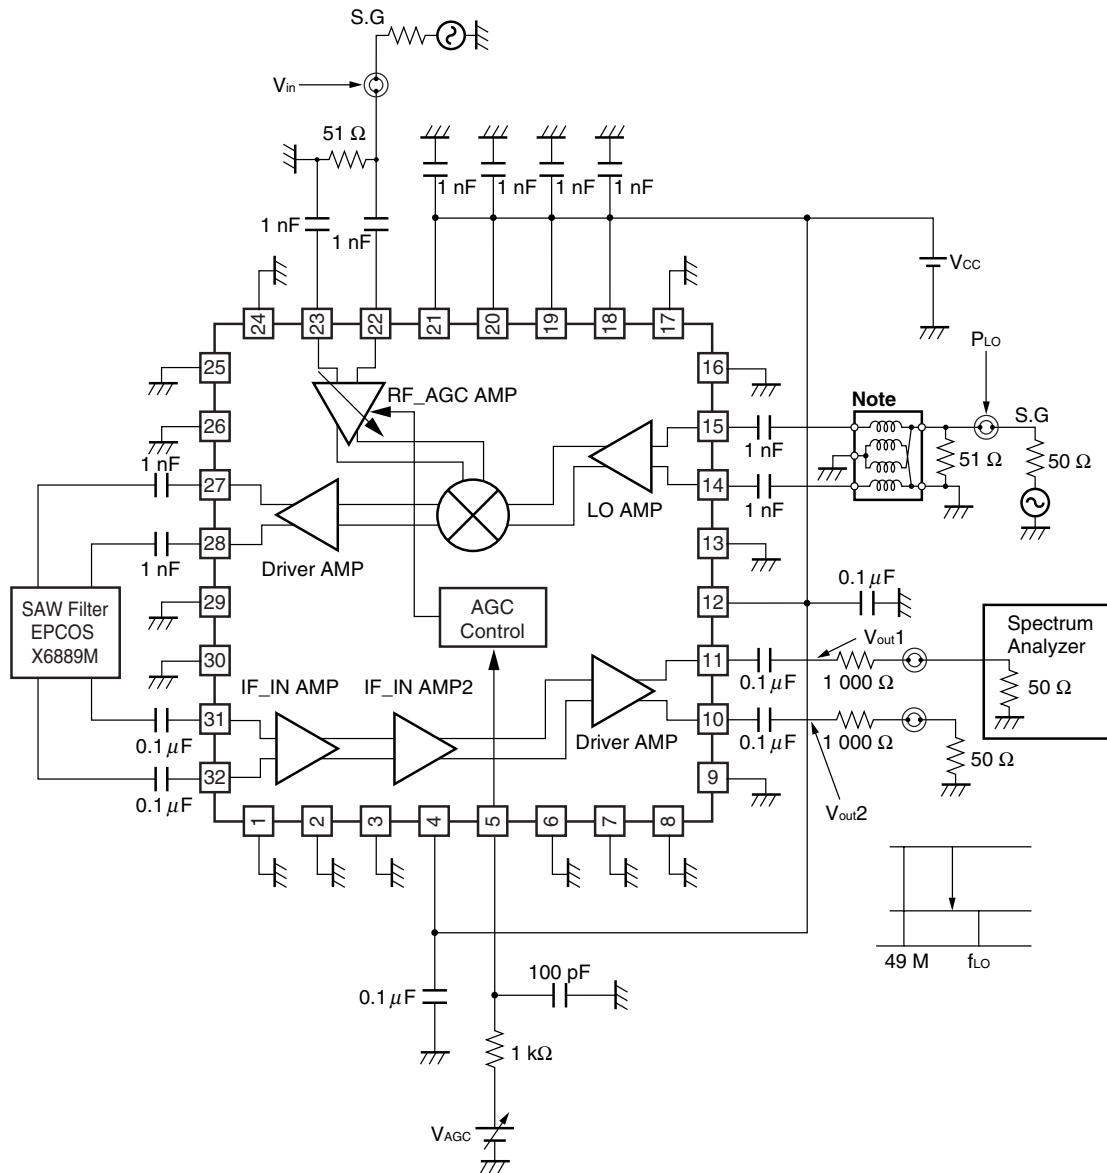 S.G
Vin
51 Ω
1 nF
1 nF
1 nF
1 nF
1 nF
1 nF
VCC
24
23
22
21
20
19
18
17
25
26
27
28
29
30
31
32
16
15
14
13
12
11
10
9
1
2
3
4
5
6
7
8
RF_AGC AMP
LO AMP
Driver AMP
AGC
Control
IF_IN AMP
IF_IN AMP2
Driver AMP
1 nF
1 nF
SAW Filter
EPCOS
X6889M
0.1 µF
0.1 µF
PLO
Note
S.G
1 nF
1 nF
51 Ω
50 Ω
0.1 µF
Vout1
0.1 µF
1 000 Ω
0.1 µF
1 000 Ω
50 Ω
Vout2
Spectrum
Analyzer
50 Ω
49 M
fLO
0.1 µF
100 pF
1 kΩ
VAGC